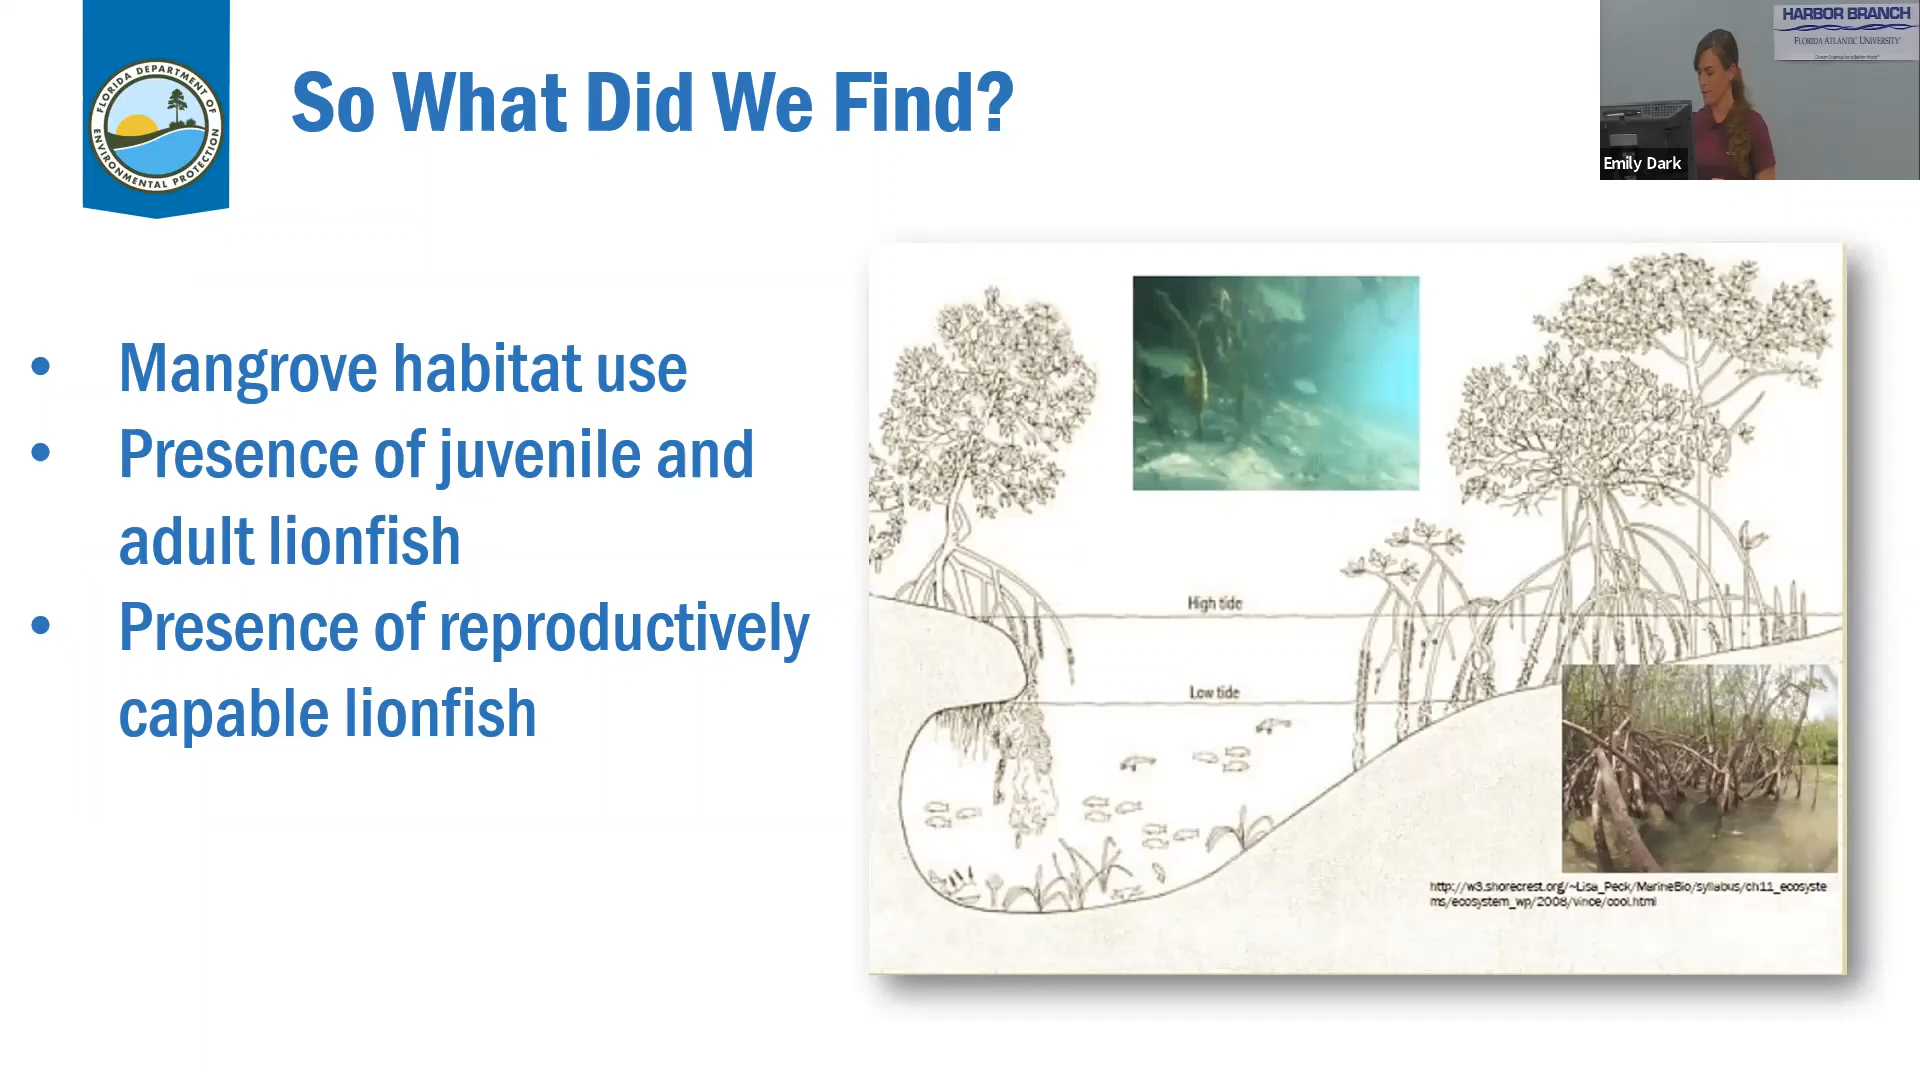 FLORIDA DEPARTMENT OF
ENVIRONMENTAL PROTECTION
So What Did We Find?
HARBOR BRANCH
FLORIDA ATLANTIC UNIVERSITY
Emily Dark
• Mangrove habitat use
• Presence of juvenile and
adult lionfish
• Presence of reproductively
capable lionfish
High tide
Low tide
http://w3.shorecrest.org/~Lisa_Peck/MarineBio/syllabus/ch11_ecosyste
ms/ecosystem_wp/2008/vince/cool.html